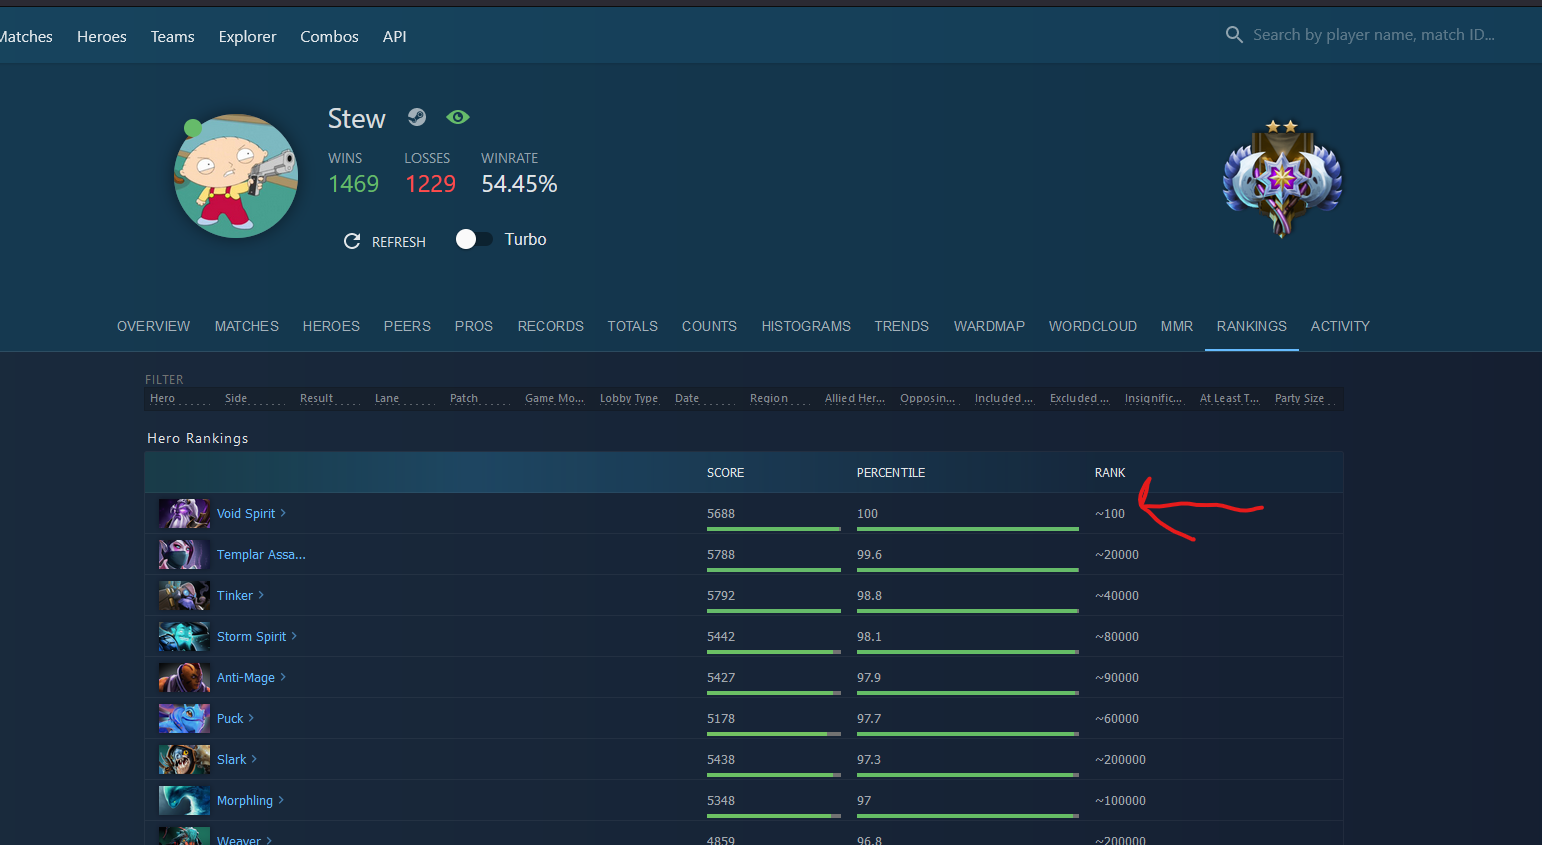 Matches Heroes Teams Explorer Combos API Search by player name, match ID...
Stew
WINS LOSSES WINRATE
1469 1229 54.45%
REFRESH Turbo
OVERVIEW MATCHES HEROES PEERS PROS RECORDS TOTALS COUNTS HISTOGRAMS TRENDS WARDMAP WORDCLOUD MMR RANKINGS ACTIVITY
FILTER
Hero Side Result Lane Patch Game Mo... Lobby Type Date Region Allied Her... Opposin... Included ... Excluded ... Insignific... At Least T... Party Size
Hero Rankings
SCORE PERCENTILE RANK
Void Spirit 5688 100 ~100
Templar Assa... 5788 99.6 ~20000
Tinker 5792 98.8 ~40000
Storm Spirit 5442 98.1 ~80000
Anti-Mage 5427 97.9 ~90000
Puck 5178 97.7 ~60000
Slark 5438 97.3 ~200000
Morphling 5348 97 ~100000
Weaver 4859 96.8 ~200000